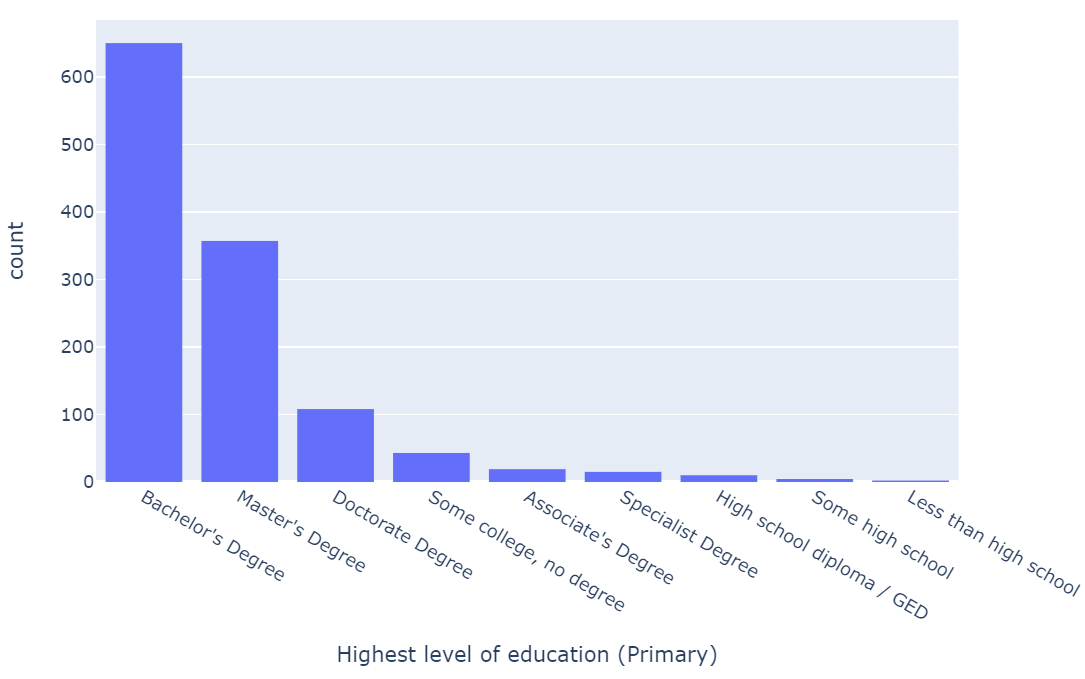 600
500
400
300
200
100
0
count
Bachelor's Degree
Master's Degree
Doctorate Degree
Some college, no degree
Associate's Degree
Specialist Degree
High school diploma / GED
Some high school
Less than high school
Highest level of education (Primary)